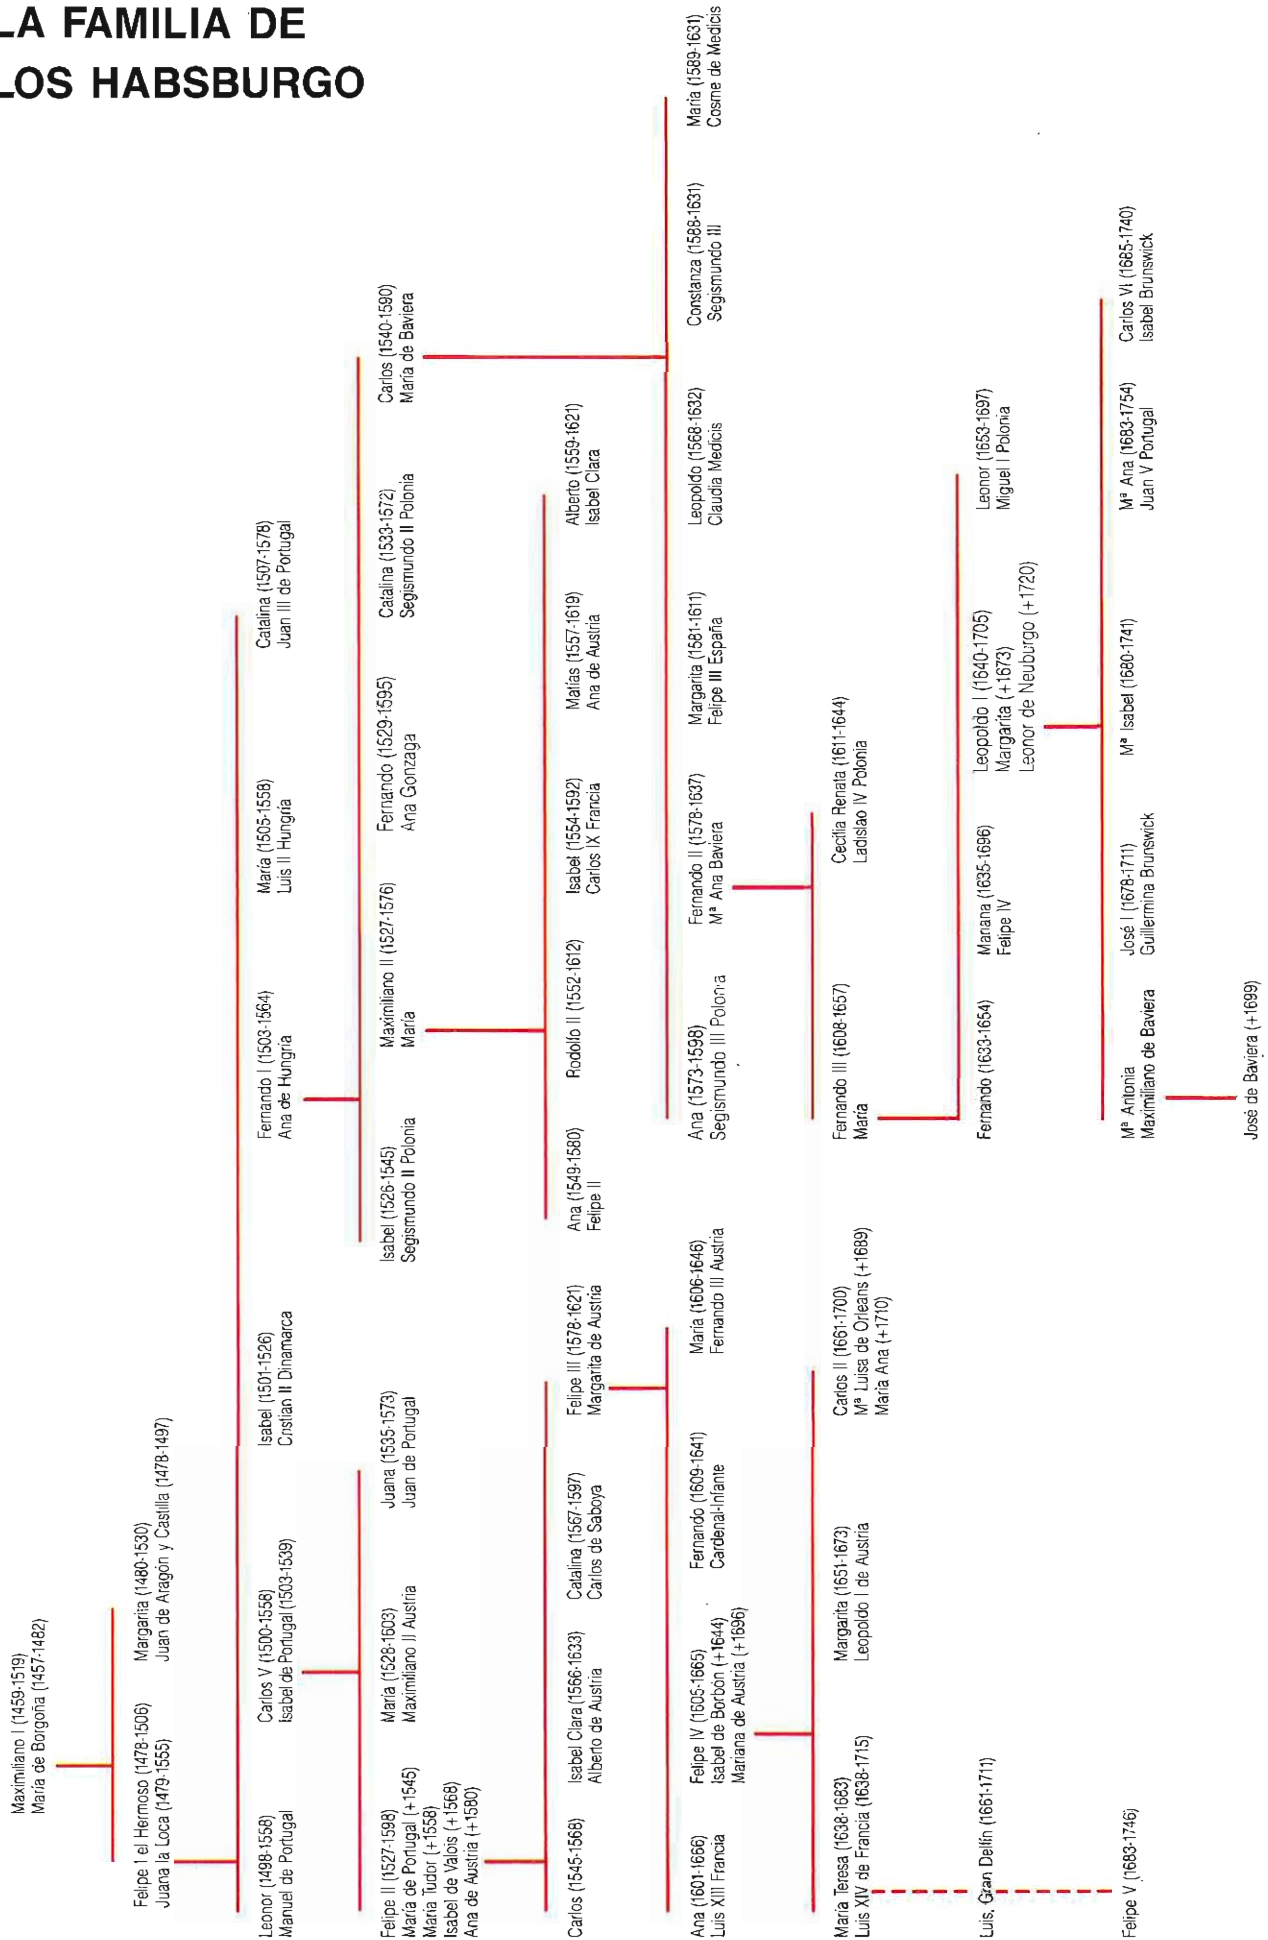 LA FAMILIA DE
LOS HABSBURGO
Maximiliano I (1459-1519)
María de Borgoña (1457-1482)
Felipe I el Hermoso (1478-1506)
Juana la Loca (1479-1555)
Margarita (1480-1530)
Juan de Aragón y Castilla (1478-1497)
Leonor (1498-1558)
Manuel de Portugal
Carlos V (1500-1558)
Isabel de Portugal (1503-1539)
Isabel (1501-1526)
Cristian II Dinamarca
Fernando I (1503-1564)
Ana de Hungría
María (1505-1558)
Luis II Hungría
Catalina (1507-1578)
Juan III de Portugal
Felipe II (1527-1598)
María de Portugal (+1545)
María Tudor (+1558)
Isabel de Valois (+1568)
Ana de Austria (+1580)
María (1528-1603)
Maximiliano II Austria
Juana (1535-1573)
Juan de Portugal
Isabel (1526-1545)
Segismundo II Polonia
Maximiliano II (1527-1576)
María
Fernando (1529-1595)
Ana Gonzaga
Catalina (1533-1572)
Segismundo II Polonia
Carlos (1540-1590)
María de Baviera
Carlos (1545-1568)
Isabel Clara (1566-1633)
Alberto de Austria
Catalina (1567-1597)
Carlos de Saboya
Felipe III (1578-1621)
Margarita de Austria
Ana (1549-1580)
Felipe II
Rodolfo II (1552-1612)
Isabel (1554-1592)
Carlos IX Francia
Matías (1557-1619)
Ana de Austria
Alberto (1559-1621)
Isabel Clara
Ana (1601-1666)
Luis XIII Francia
Felipe IV (1605-1665)
Isabel de Borbón (+1644)
Mariana de Austria (+1696)
Fernando (1609-1641)
Cardenal-Infante
María (1606-1646)
Fernando III Austria
Ana (1573-1598)
Segismundo III Polonia
Fernando II (1578-1637)
Mª Ana Baviera
Margarita (1581-1611)
Felipe III España
Leopoldo (1568-1632)
Claudia Medicis
Constanza (1588-1631)
Segismundo III
María (1589-1631)
Cosme de Medicis
María Teresa (1638-1683)
Luis XIV de Francia (1638-1715)
Margarita (1651-1673)
Leopoldo I de Austria
Carlos II (1661-1700)
Mª Luisa de Orleans (+1689)
María Ana (+1710)
Fernando III (1608-1657)
María
Cecilia Renata (1611-1644)
Ladislao IV Polonia
Luis, Gran Delfín (1661-1711)
Fernando (1633-1654)
Mariana (1635-1696)
Felipe IV
Leopoldo I (1640-1705)
Margarita (+1673)
Leonor de Neuburgo (+1720)
Leonor (1653-1697)
Miguel I Polonia
Felipe V (1683-1746)
Mª Antonia
Maximiliano de Baviera
José I (1678-1711)
Guillermina Brunswick
Mª Isabel (1680-1741)
Mª Ana (1683-1754)
Juan V Portugal
Carlos VI (1685-1740)
Isabel Brunswick
José de Baviera (+1699)